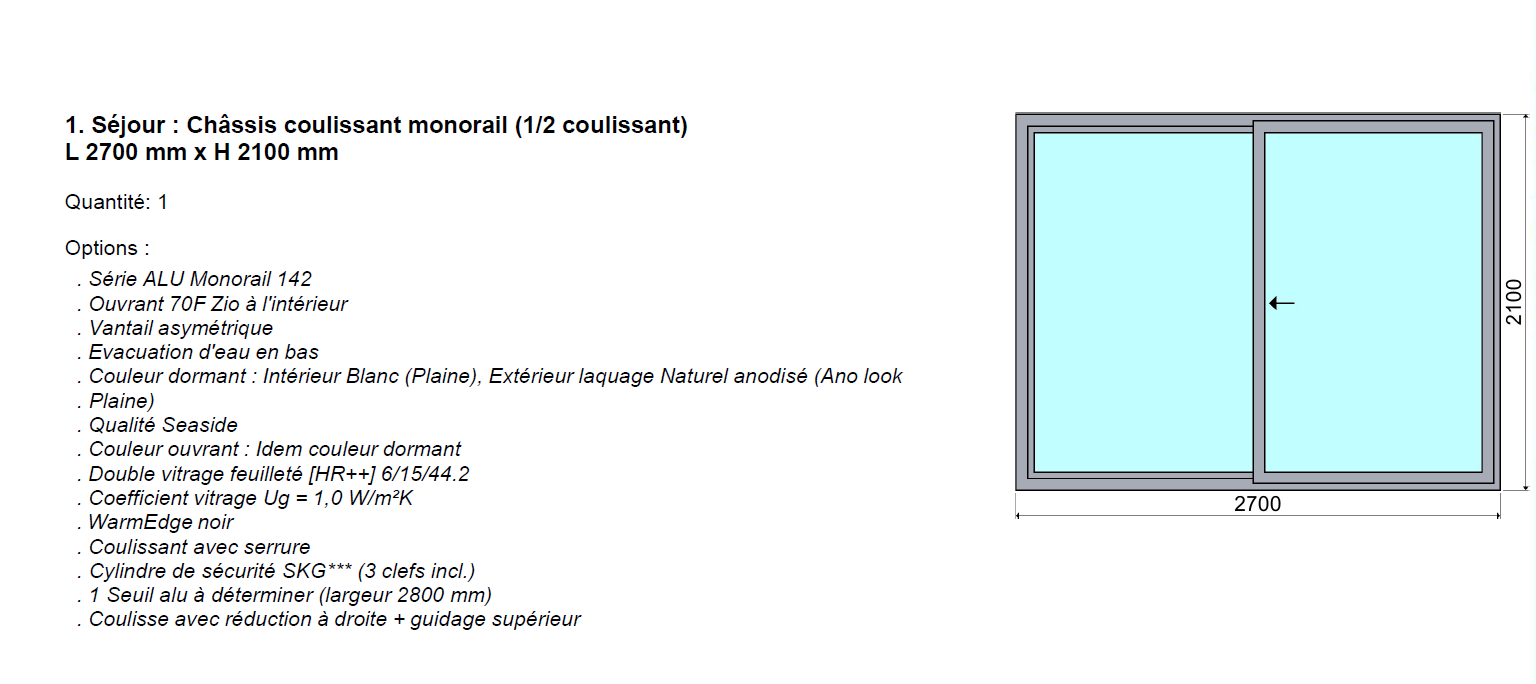 1. Séjour : Châssis coulissant monorail (1/2 coulissant)
L 2700 mm x H 2100 mm
Quantité: 1
Options :
. Série ALU Monorail 142
. Ouvrant 70F Zio à l'intérieur
. Vantail asymétrique
. Evacuation d'eau en bas
. Couleur dormant : Intérieur Blanc (Plaine), Extérieur laquage Naturel anodisé (Ano look
. Plaine)
. Qualité Seaside
. Couleur ouvrant : Idem couleur dormant
. Double vitrage feuilleté [HR++] 6/15/44.2
. Coefficient vitrage Ug = 1,0 W/m²K
. WarmEdge noir
. Coulissant avec serrure
. Cylindre de sécurité SKG*** (3 clefs incl.)
. 1 Seuil alu à déterminer (largeur 2800 mm)
. Coulisse avec réduction à droite + guidage supérieur
2100
2700